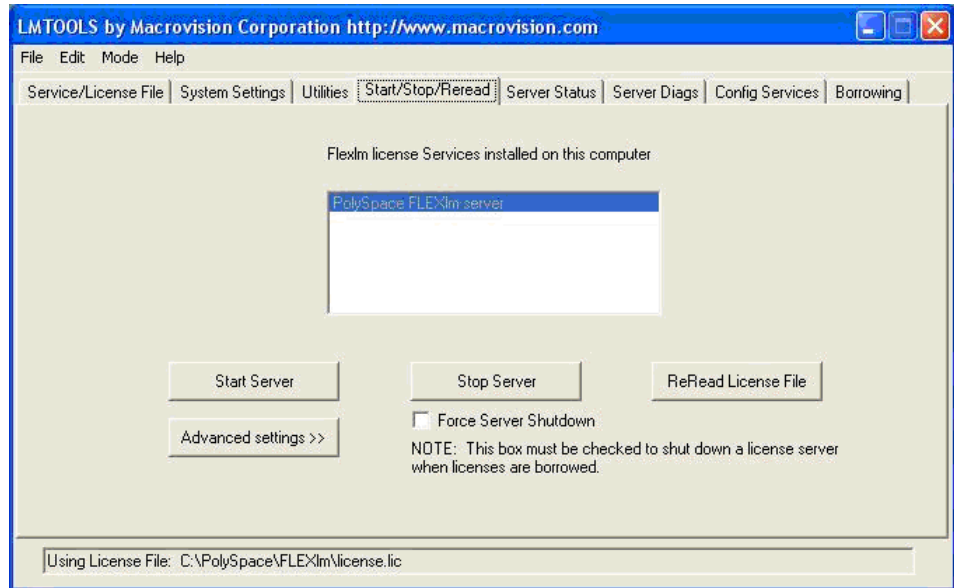 LMTOOLS by Macrovision Corporation http://www.macrovision.com
File Edit Mode Help
Service/License File System Settings Utilities Start/Stop/Reread Server Status Server Diags Config Services Borrowing
Flexlm license Services installed on this computer
PolySpace FLEXlm server
Start Server Stop Server ReRead License File
Force Server Shutdown
Advanced settings >>
NOTE: This box must be checked to shut down a license server
when licenses are borrowed.
Using License File: C:\PolySpace\FLEXlm\license.lic